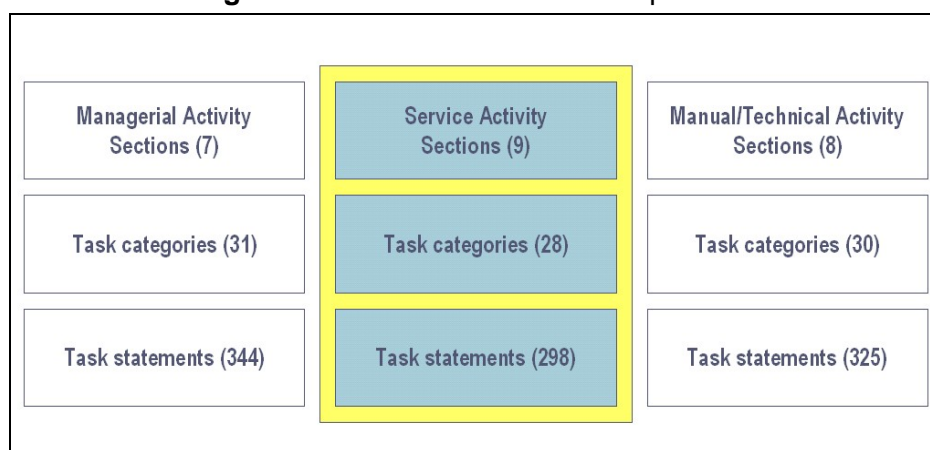 Managerial Activity
Sections (7)
Service Activity
Sections (9)
Manual/Technical Activity
Sections (8)
Task categories (31)
Task categories (28)
Task categories (30)
Task statements (344)
Task statements (298)
Task statements (325)